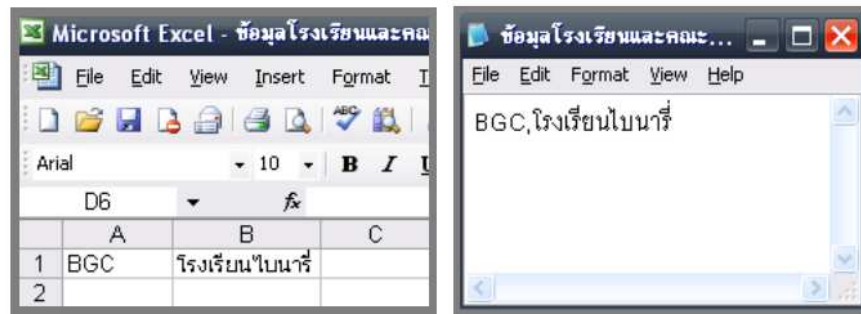 Microsoft Excel - ข้อมูลโรงเรียนและคณ
File Edit View Insert Format T
ABC
Arial 10 B I U
D6 fx
A B C
1 BGC โรงเรียนไบนารี่
2
ข้อมูลโรงเรียนและคณะ...
File Edit Format View Help
BGC,โรงเรียนไบนารี่